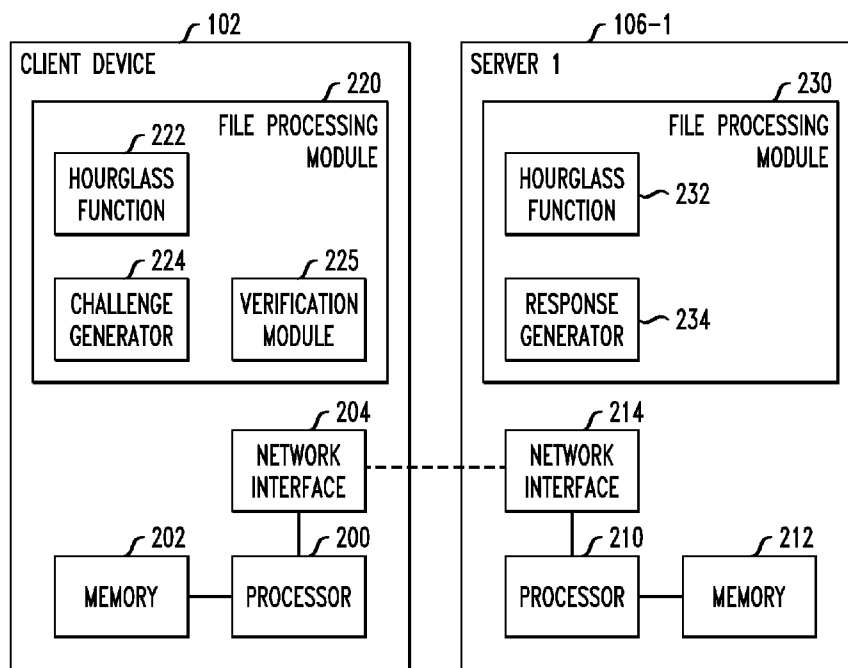 102
CLIENT DEVICE
220
FILE PROCESSING
MODULE
222
HOURGLASS
FUNCTION
224
CHALLENGE
GENERATOR
225
VERIFICATION
MODULE
204
NETWORK
INTERFACE
202
MEMORY
200
PROCESSOR
106-1
SERVER 1
230
FILE PROCESSING
MODULE
HOURGLASS
FUNCTION
232
RESPONSE
GENERATOR
234
214
NETWORK
INTERFACE
210
PROCESSOR
212
MEMORY